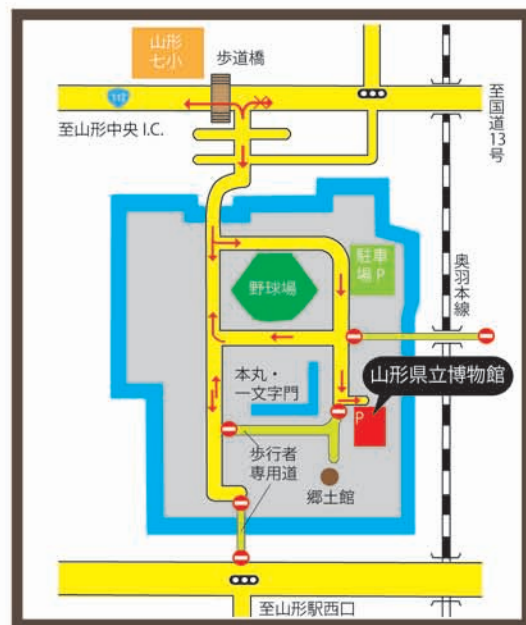 山形
七小
歩道橋
112
至山形中央 I.C.
至国道13号
野球場
駐車
場 P
奥羽本線
山形県立博物館
本丸・
一文字門
P
歩行者
専用道
郷土館
至山形駅西口